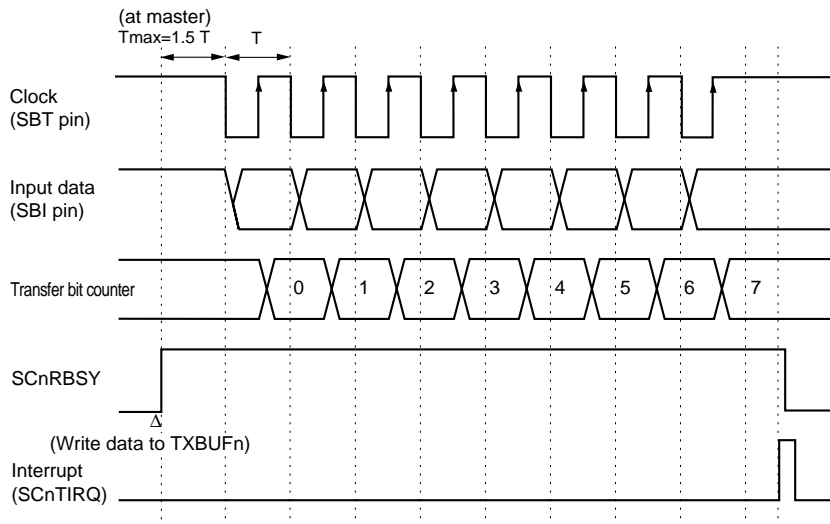 (at master)
Tmax=1.5 T
T
Clock
(SBT pin)
Input data
(SBI pin)
Transfer bit counter
0 1 2 3 4 5 6 7
SCnRBSY
Δ
(Write data to TXBUFn)
Interrupt
(SCnTIRQ)